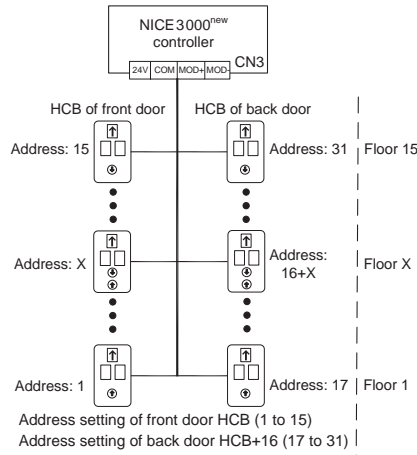 NICE3000new
controller
CN3
24V COM MOD+ MOD-
HCB of front door HCB of back door
Address: 15 Address: 31 Floor 15
Address: X Address: 16+X Floor X
Address: 1 Address: 17 Floor 1
Address setting of front door HCB (1 to 15)
Address setting of back door HCB+16 (17 to 31)